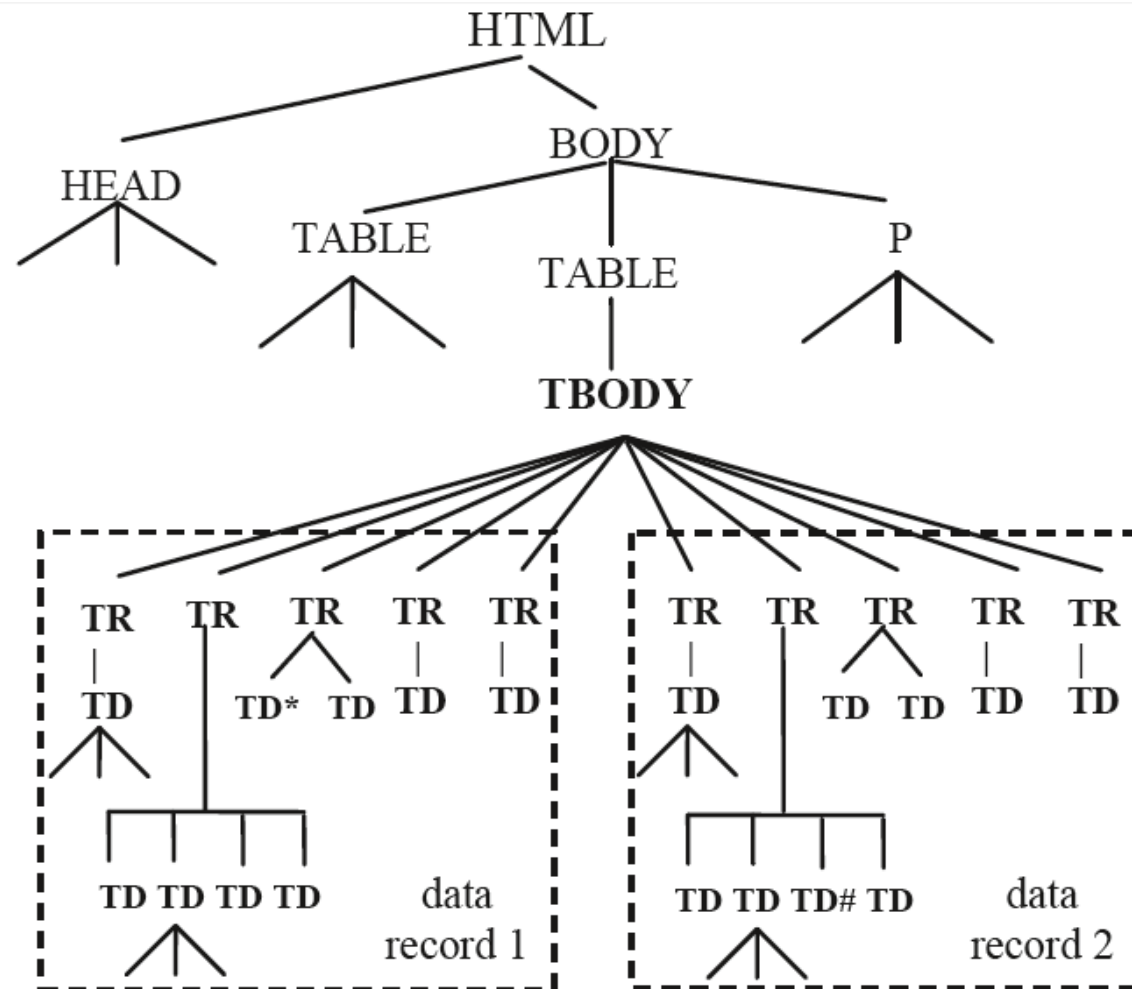 HTML
BODY
HEAD
TABLE
P
TABLE
TBODY
TR TR TR TR TR
TD TD* TD TD TD
TD TD TD TD
data
record 1
TR TR TR TR TR
TD TD TD TD TD
TD TD TD# TD
data
record 2